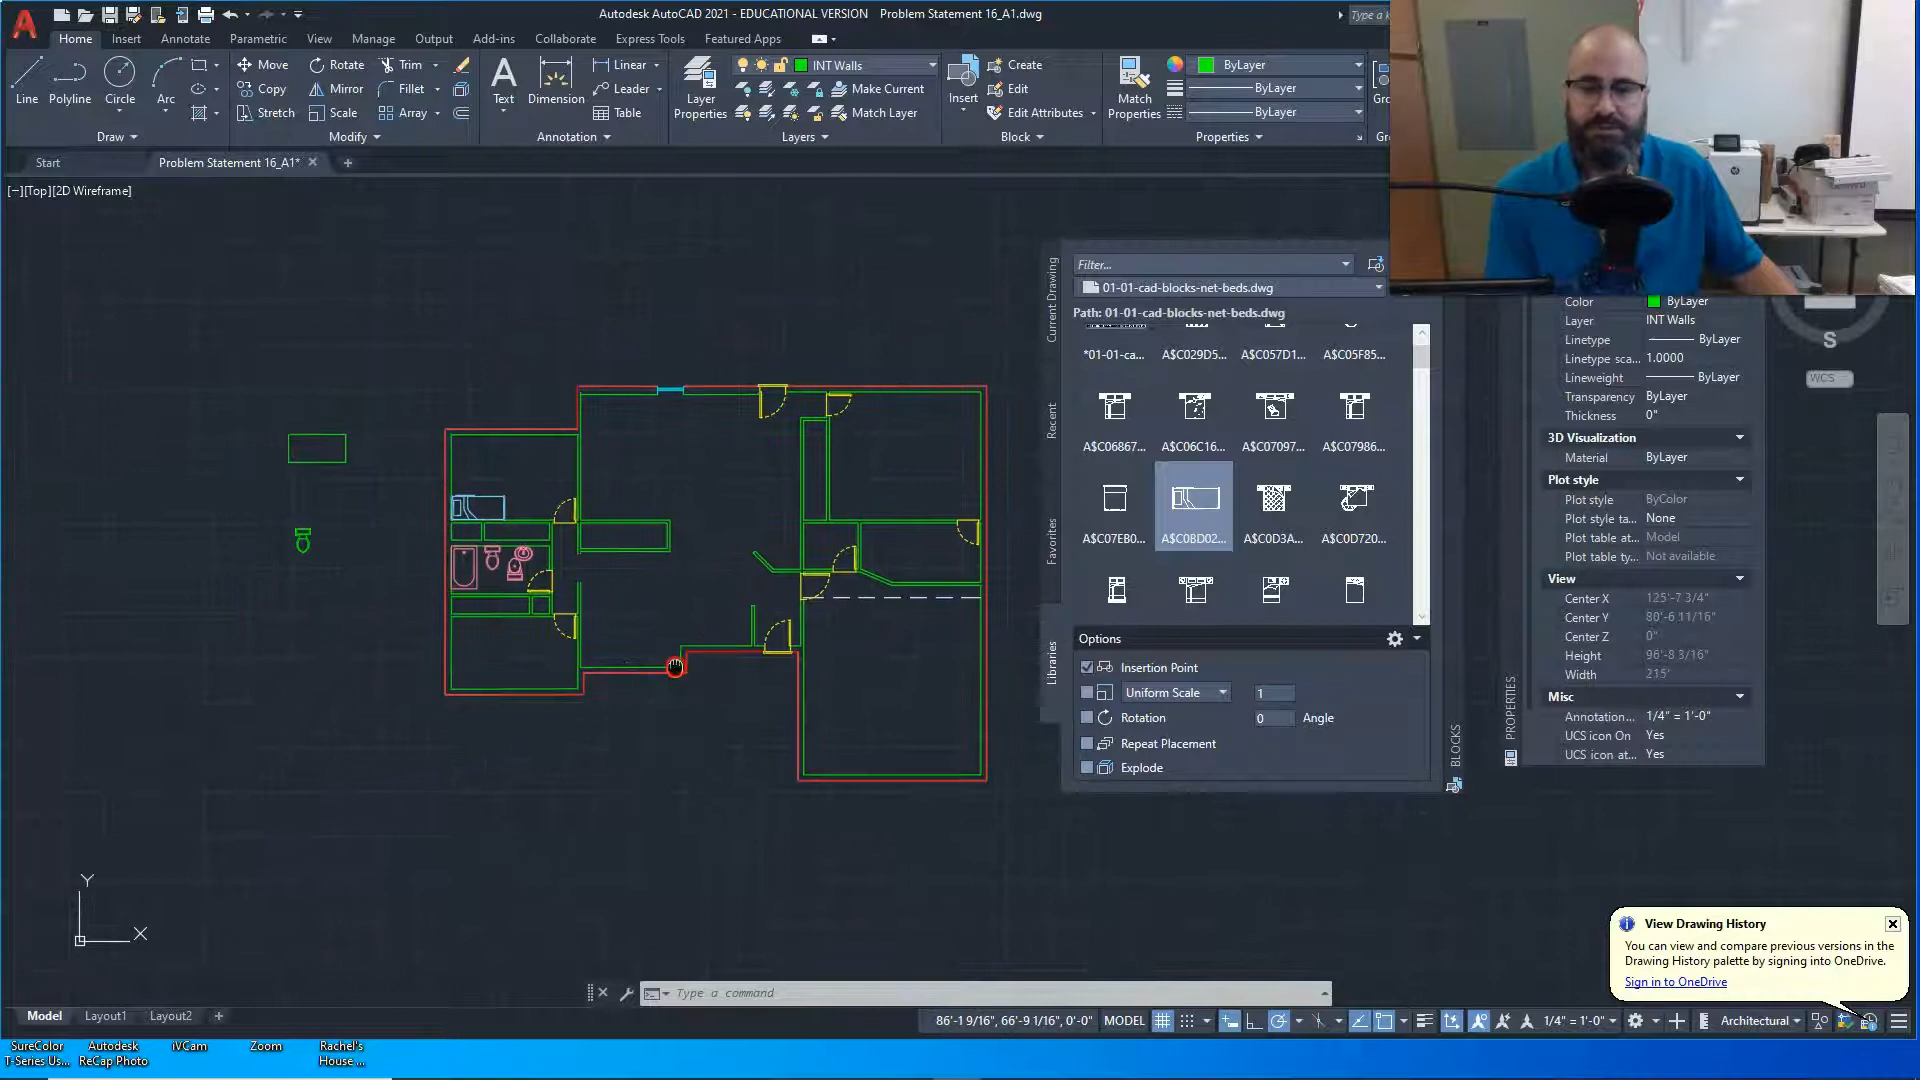 Autodesk AutoCAD 2021 - EDUCATIONAL VERSION Problem Statement 16_A1.dwg
Type a k
Home Insert Annotate Parametric View Manage Output Add-ins Collaborate Express Tools Featured Apps
Line Polyline Circle Arc
Move Rotate Trim
Copy Mirror Fillet
Stretch Scale Array
Text Dimension
Linear
Leader
Table
Layer Properties
INT Walls
Make Current
Match Layer
Insert
Create
Edit
Edit Attributes
Match Properties
ByLayer
ByLayer
ByLayer
Draw Modify Annotation Layers Block Properties
Start Problem Statement 16_A1*
[−][Top][2D Wireframe]
Current Drawing
Recent
Favorites
Libraries
Filter...
01-01-cad-blocks-net-beds.dwg
Path: 01-01-cad-blocks-net-beds.dwg
*01-01-ca... A$C029D5... A$C057D1... A$C05F85...
A$C06867... A$C06C16... A$C07097... A$C07986...
A$C07EB0... A$C0BD02... A$C0D3A... A$C0D720...
Options
Insertion Point
Uniform Scale 1
Rotation 0 Angle
Repeat Placement
Explode
BLOCKS
PROPERTIES
Color ByLayer
Layer INT Walls
Linetype ByLayer
Linetype sca... 1.0000
Lineweight ByLayer
Transparency ByLayer
Thickness 0"
3D Visualization
Material ByLayer
Plot style
Plot style ByColor
Plot style ta... None
Plot table at... Model
Plot table ty... Not available
View
Center X 125'-7 3/4"
Center Y 80'-6 11/16"
Center Z 0"
Height 96'-8 3/16"
Width 215'
Misc
Annotation... 1/4" = 1'-0"
UCS icon On Yes
UCS icon at... Yes
S
WCS
Y
X
View Drawing History
You can view and compare previous versions in the
Drawing History palette by signing into OneDrive.
Sign in to OneDrive
Type a command
Model Layout1 Layout2
86'-1 9/16", 66'-9 1/16", 0'-0" MODEL 1/4" = 1'-0" Architectural
SureColor T-Series Us...
Autodesk ReCap Photo
iVCam
Zoom
Rachel's House ...